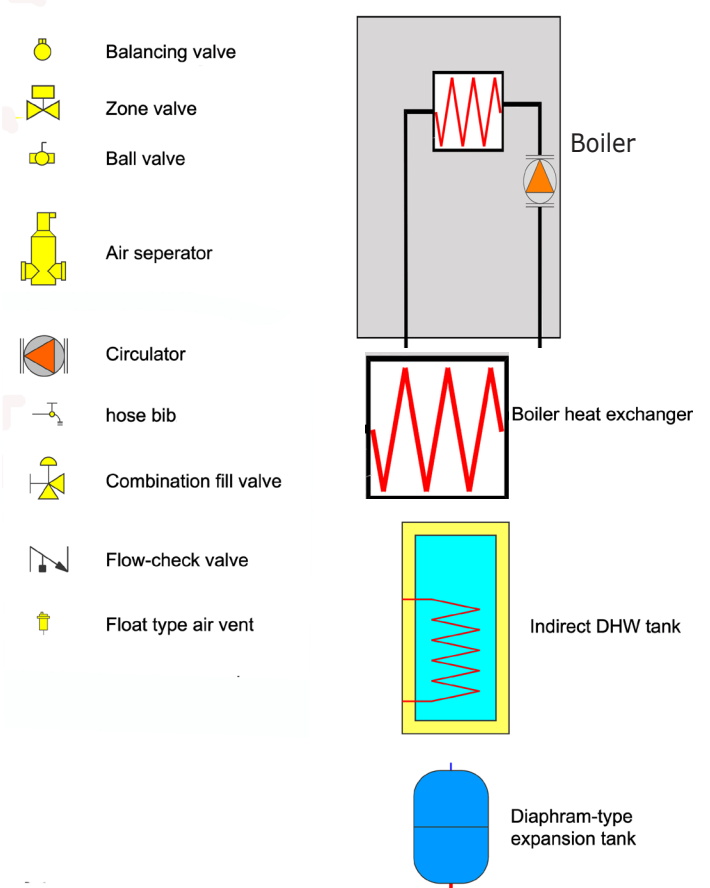 Balancing valve
Zone valve
Ball valve
Air seperator
Circulator
hose bib
Combination fill valve
Flow-check valve
Float type air vent
Boiler
Boiler heat exchanger
Indirect DHW tank
Diaphram-type
expansion tank